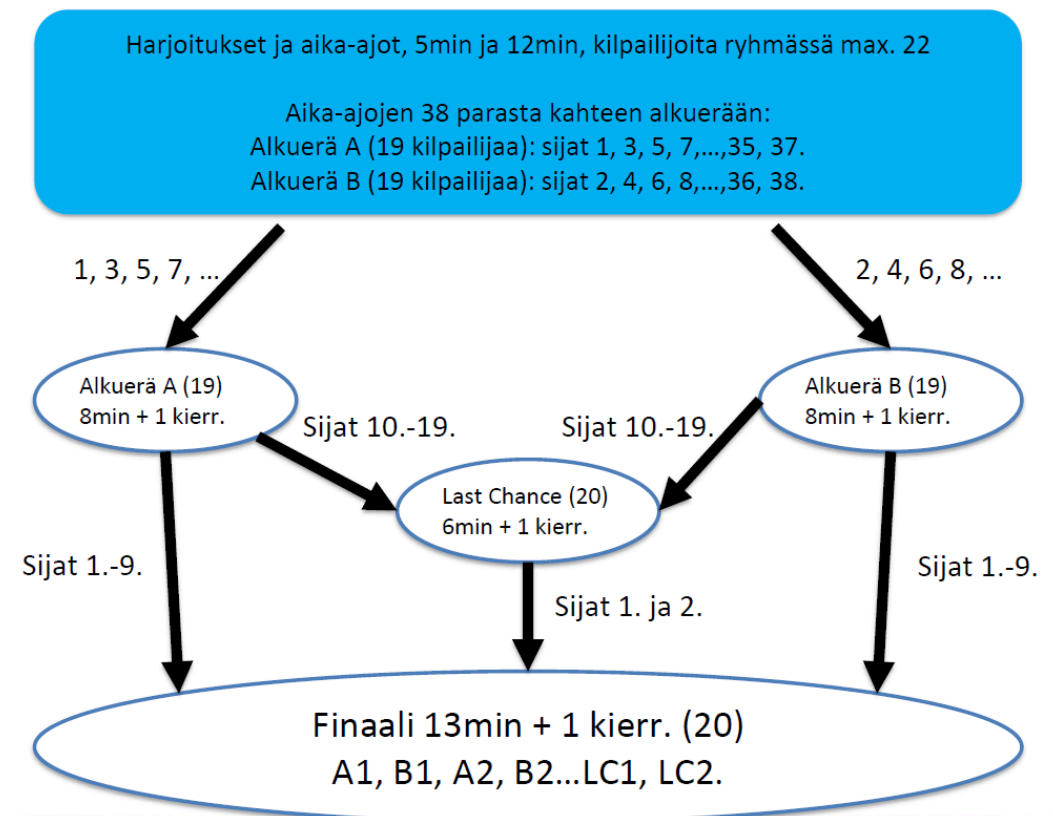 Harjoitukset ja aika-ajot, 5min ja 12min, kilpailijoita ryhmässä max. 22
Aika-ajojen 38 parasta kahteen alkuerään:
Alkuerä A (19 kilpailijaa): sijat 1, 3, 5, 7,...,35, 37.
Alkuerä B (19 kilpailijaa): sijat 2, 4, 6, 8,...,36, 38.
1, 3, 5, 7, ...
2, 4, 6, 8, ...
Alkuerä A (19)
8min + 1 kierr.
Alkuerä B (19)
8min + 1 kierr.
Sijat 10.-19.
Sijat 10.-19.
Last Chance (20)
6min + 1 kierr.
Sijat 1.-9.
Sijat 1.-9.
Sijat 1. ja 2.
Finaali 13min + 1 kierr. (20)
A1, B1, A2, B2...LC1, LC2.